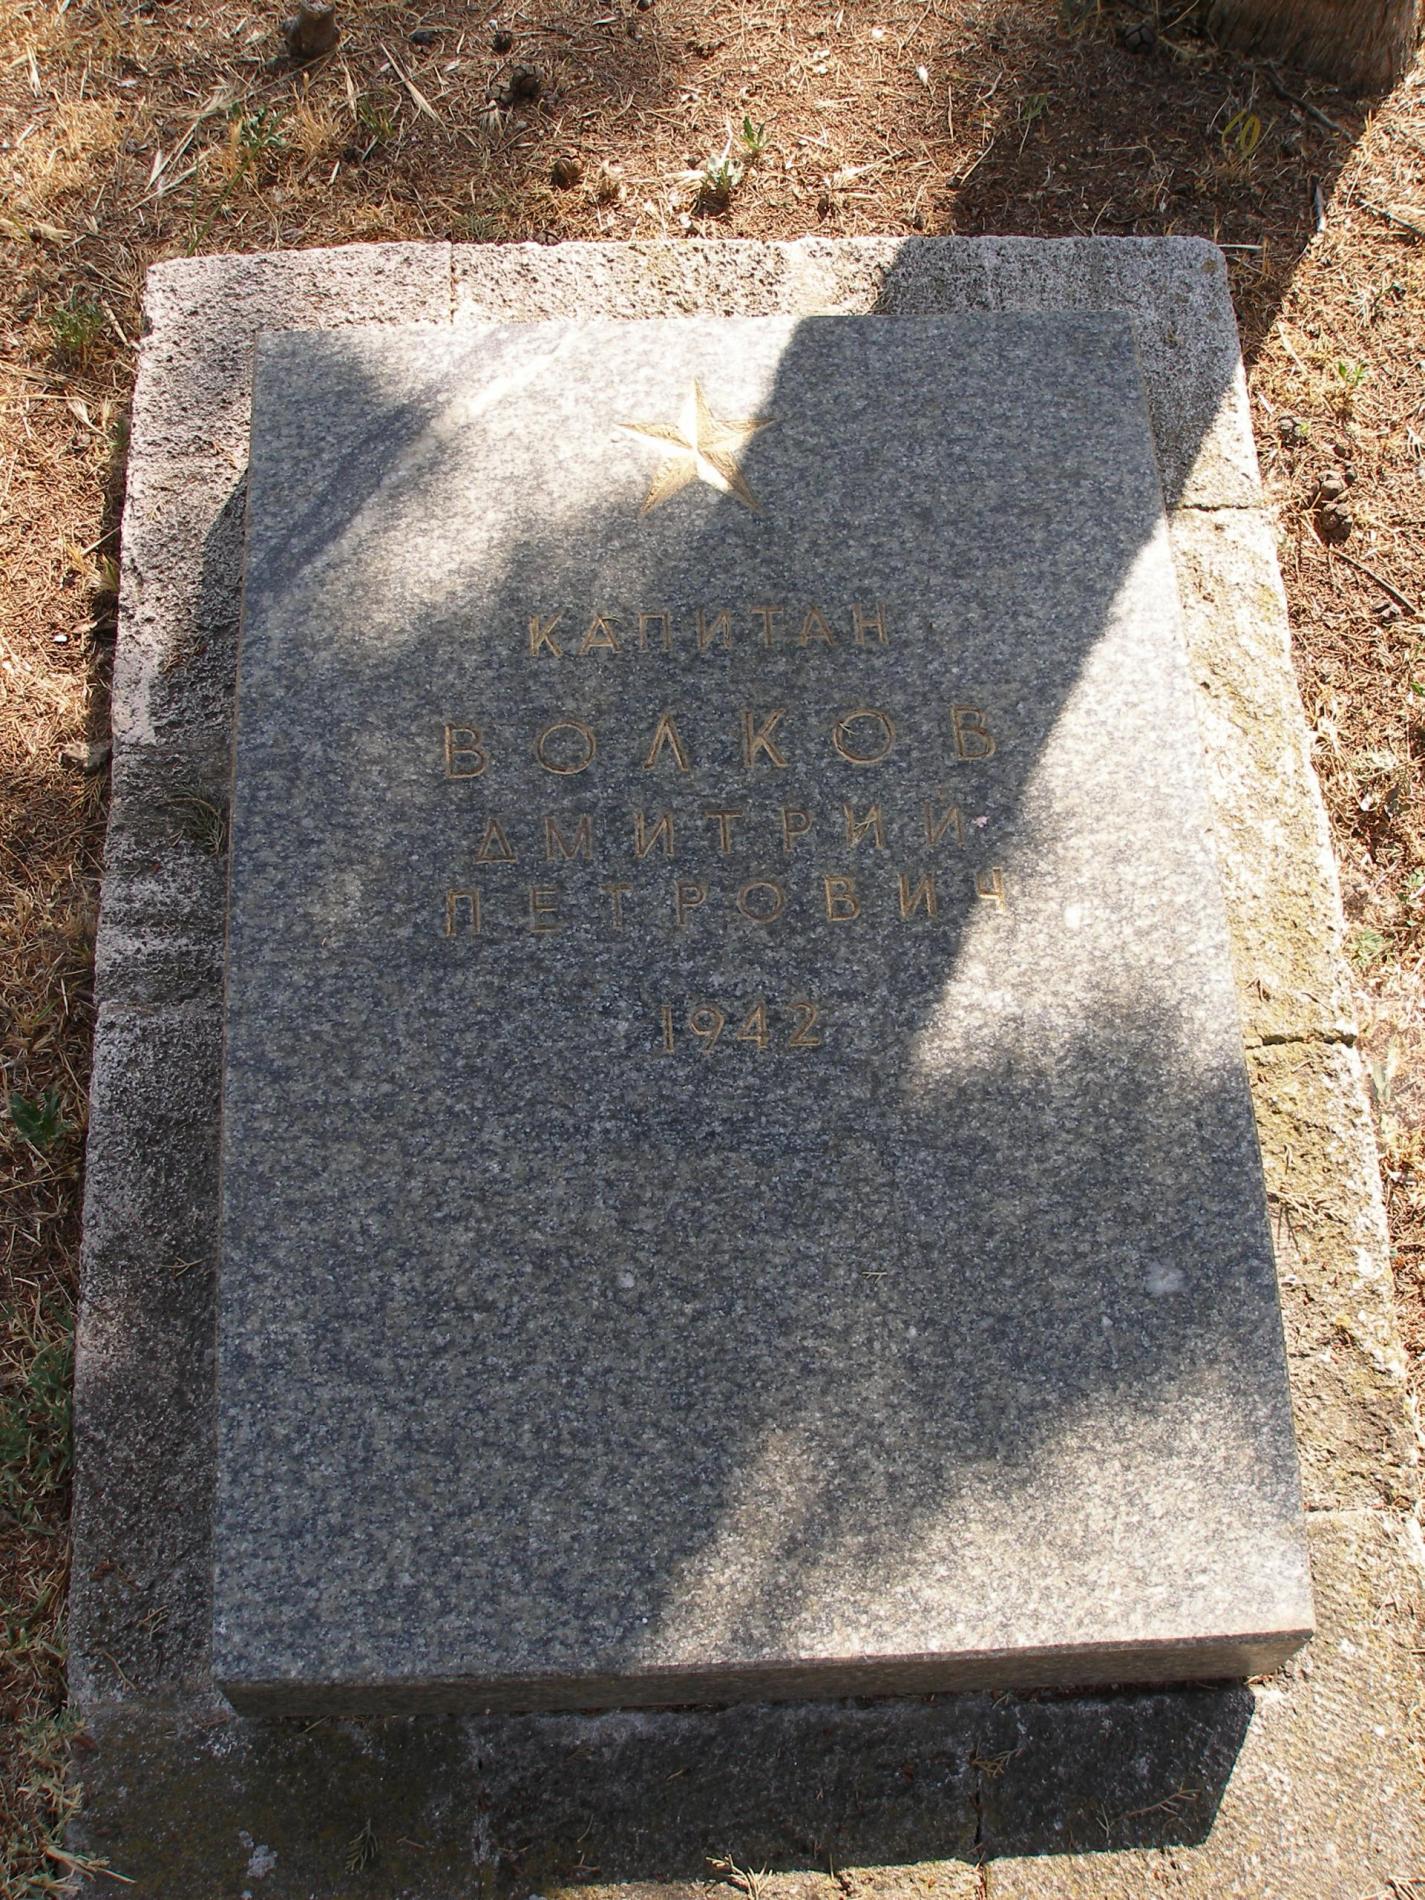 КАПИТАН
ВОЛКОВ
ДМИТРИЙ
ПЕТРОВИЧ
1942